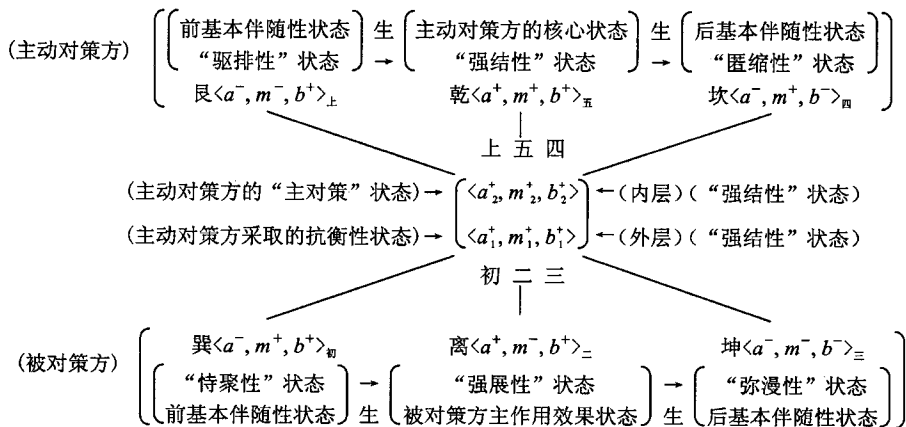 前基本伴随性状态 生 主动对策方的核心状态 生 后基本伴随性状态
(主动对策方) “驱排性”状态 → “强结性”状态 → “匿缩性”状态
艮<a⁻, m⁻, b⁺>上 乾<a⁺, m⁺, b⁺>五 坎<a⁻, m⁺, b⁻>四
上 五 四
(主动对策方的“主对策”状态)→ <a₂⁺, m₂⁺, b₂⁺> ←(内层)(“强结性”状态)
(主动对策方采取的抗衡性状态)→ <a₁⁺, m₁⁺, b₁⁺> ←(外层)(“强结性”状态)
初 二 三
巽<a⁻, m⁺, b⁺>初 离<a⁺, m⁻, b⁺>二 坤<a⁻, m⁻, b⁻>三
(被对策方) “恃聚性”状态 → “强展性”状态 → “弥漫性”状态
前基本伴随性状态 生 被对策方主作用效果状态 生 后基本伴随性状态